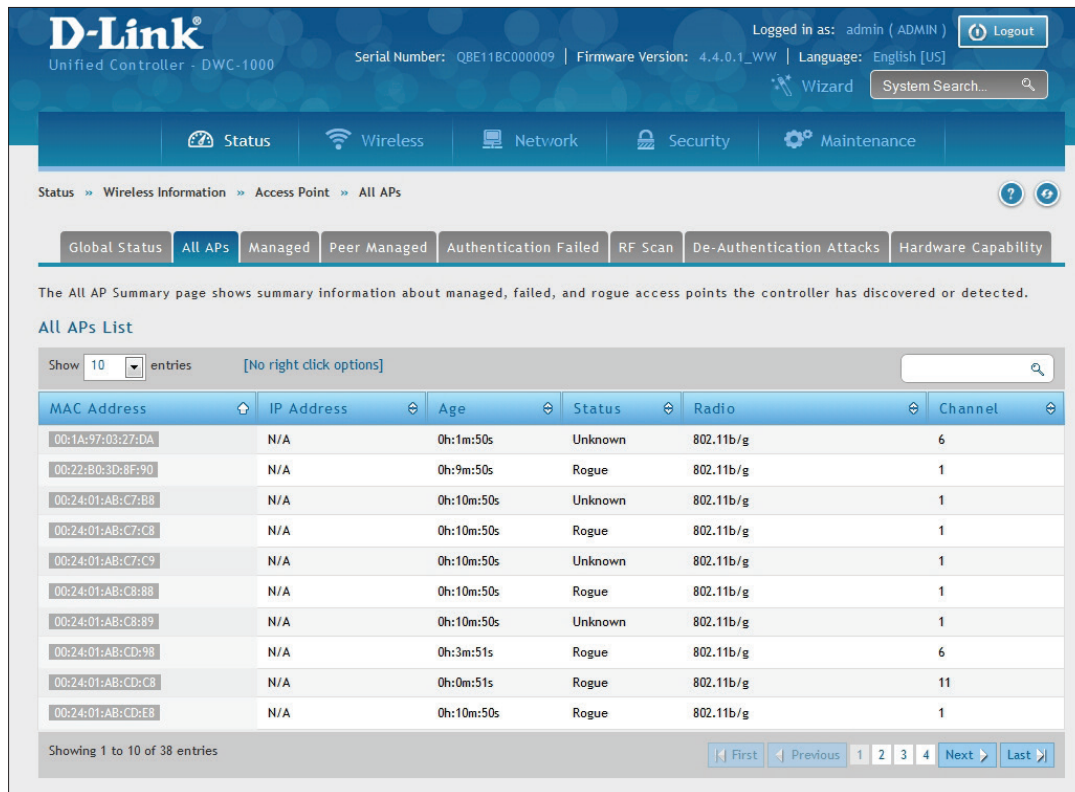 D-Link®
Unified Controller - DWC-1000
Logged in as: admin ( ADMIN )
Logout
Serial Number: QBE11BC000009 | Firmware Version: 4.4.0.1_WW | Language: English [US]
Wizard
System Search...
Status
Wireless
Network
Security
Maintenance
Status » Wireless Information » Access Point » All APs
?
Global Status All APs Managed Peer Managed Authentication Failed RF Scan De-Authentication Attacks Hardware Capability
The All AP Summary page shows summary information about managed, failed, and rogue access points the controller has discovered or detected.
All APs List
Show 10 entries [No right click options]
MAC Address IP Address Age Status Radio Channel
00:1A:97:03:27:DA N/A 0h:1m:50s Unknown 802.11b/g 6
00:22:B0:3D:8F:90 N/A 0h:9m:50s Rogue 802.11b/g 1
00:24:01:AB:C7:B8 N/A 0h:10m:50s Unknown 802.11b/g 1
00:24:01:AB:C7:C8 N/A 0h:10m:50s Rogue 802.11b/g 1
00:24:01:AB:C7:C9 N/A 0h:10m:50s Unknown 802.11b/g 1
00:24:01:AB:C8:88 N/A 0h:10m:50s Rogue 802.11b/g 1
00:24:01:AB:C8:89 N/A 0h:10m:50s Unknown 802.11b/g 1
00:24:01:AB:CD:98 N/A 0h:3m:51s Rogue 802.11b/g 6
00:24:01:AB:CD:C8 N/A 0h:0m:51s Rogue 802.11b/g 11
00:24:01:AB:CD:E8 N/A 0h:10m:50s Rogue 802.11b/g 1
Showing 1 to 10 of 38 entries
First Previous 1 2 3 4 Next Last